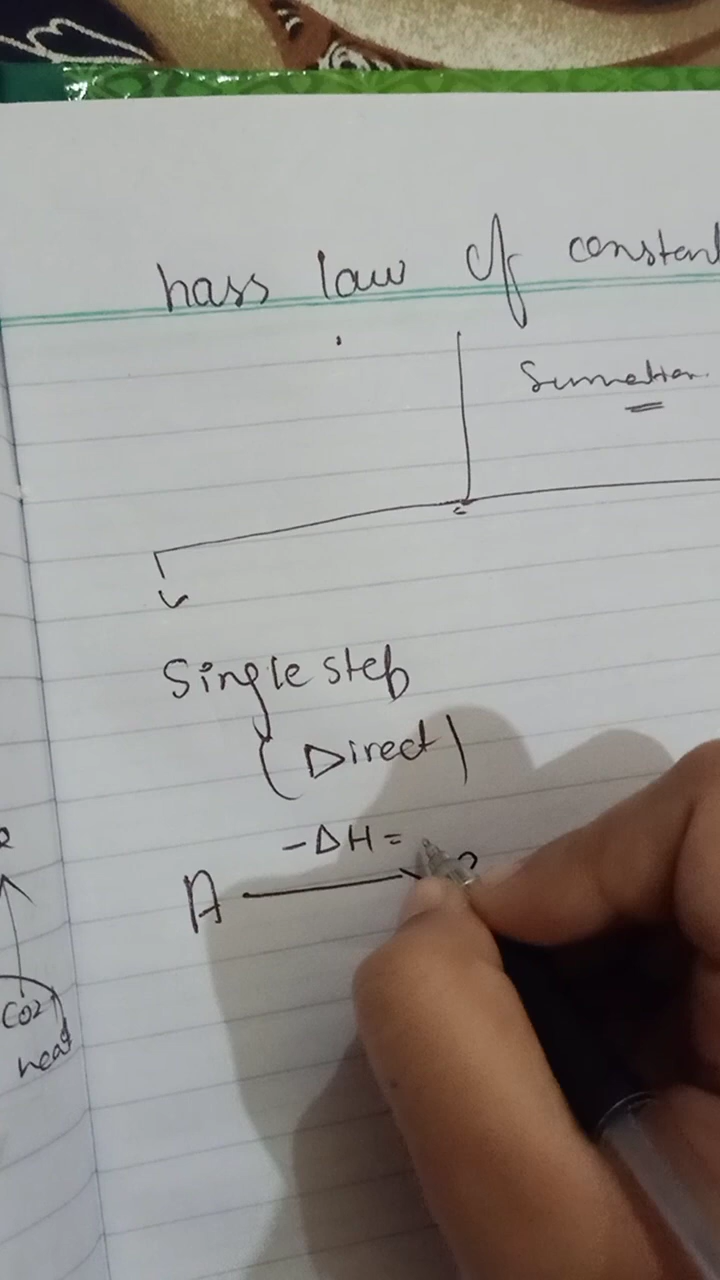 hass law of constant
Summation
Single step
(Direct)
-ΔH =
A
CO2
heat